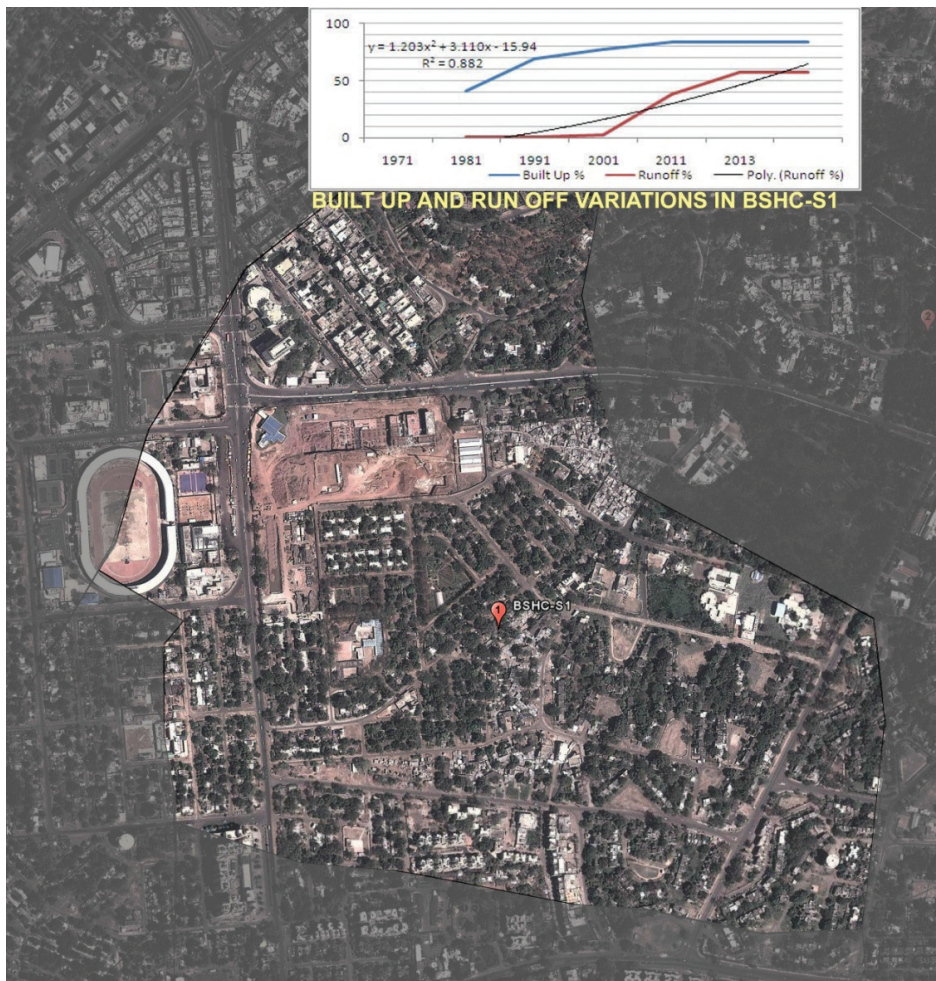 100
y = 1.203x² + 3.110x - 15.94
R² = 0.882
50
0
1971 1981 1991 2001 2011 2013
Built Up % Runoff % Poly. (Runoff %)
BUILT UP AND RUN OFF VARIATIONS IN BSHC-S1
2
1 BSHC-S1